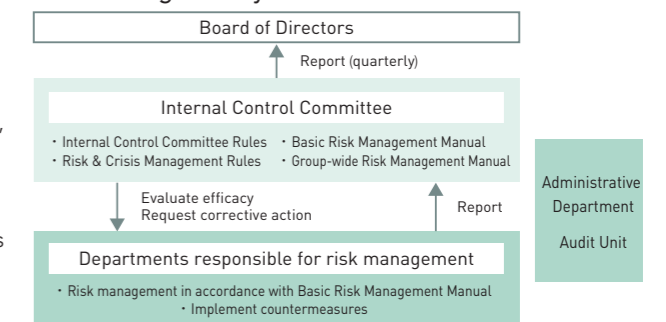 Board of Directors
Report (quarterly)
Internal Control Committee
・Internal Control Committee Rules ・Basic Risk Management Manual
・Risk & Crisis Management Rules ・Group-wide Risk Management Manual
Evaluate efficacy
Request corrective action
Report
Administrative
Department
Audit Unit
Departments responsible for risk management
・Risk management in accordance with Basic Risk Management Manual
・Implement countermeasures